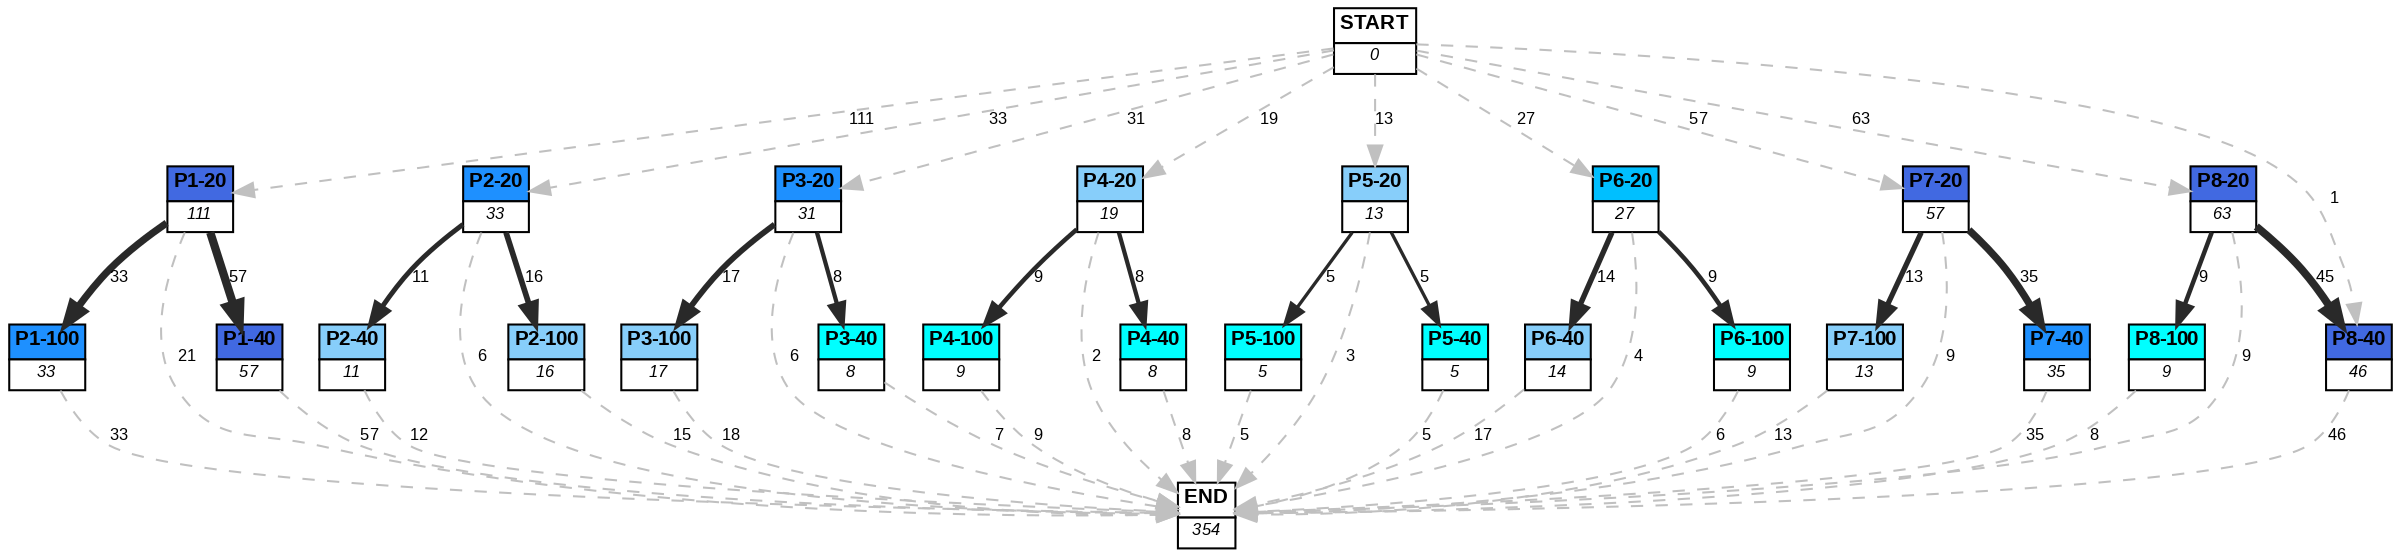 START
0
111
33
31
19
13
27
57
63
1
P1-20
111
P2-20
33
P3-20
31
P4-20
19
P5-20
13
P6-20
27
P7-20
57
P8-20
63
33
57
11
16
17
8
9
8
5
5
14
9
13
35
9
45
P1-100
33
P1-40
57
P2-40
11
P2-100
16
P3-100
17
P3-40
8
P4-100
9
P4-40
8
P5-100
5
P5-40
5
P6-40
14
P6-100
9
P7-100
13
P7-40
35
P8-100
9
P8-40
46
21
6
6
2
3
4
9
9
33
57
12
15
18
7
9
8
5
5
17
6
13
35
8
46
END
354